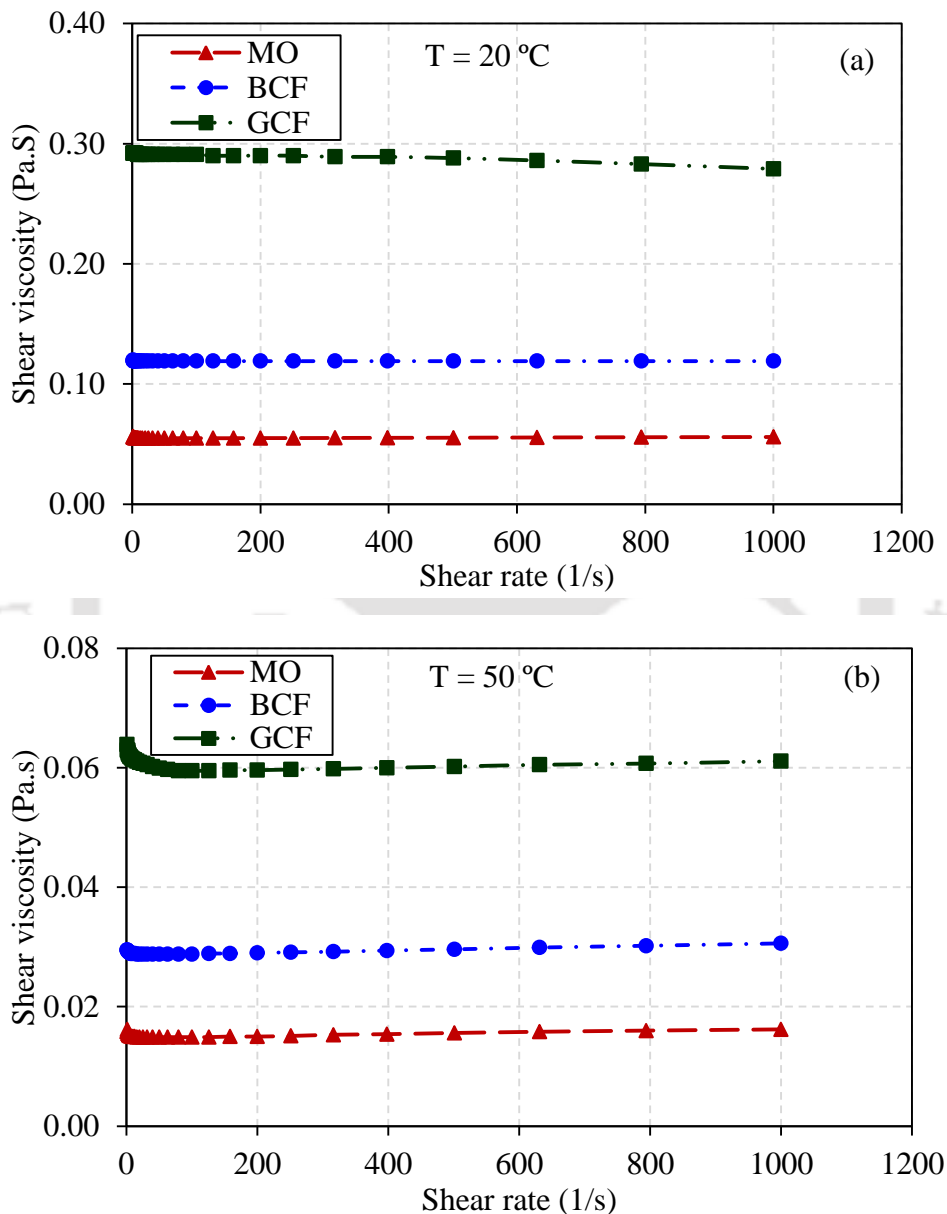 0.40
MO
BCF
GCF
T = 20 ºC
(a)
0.30
0.20
0.10
0.00
Shear viscosity (Pa.S)
0 200 400 600 800 1000 1200
Shear rate (1/s)
0.08
MO
BCF
GCF
T = 50 ºC
(b)
0.06
0.04
0.02
0.00
Shear viscosity (Pa.s)
0 200 400 600 800 1000 1200
Shear rate (1/s)